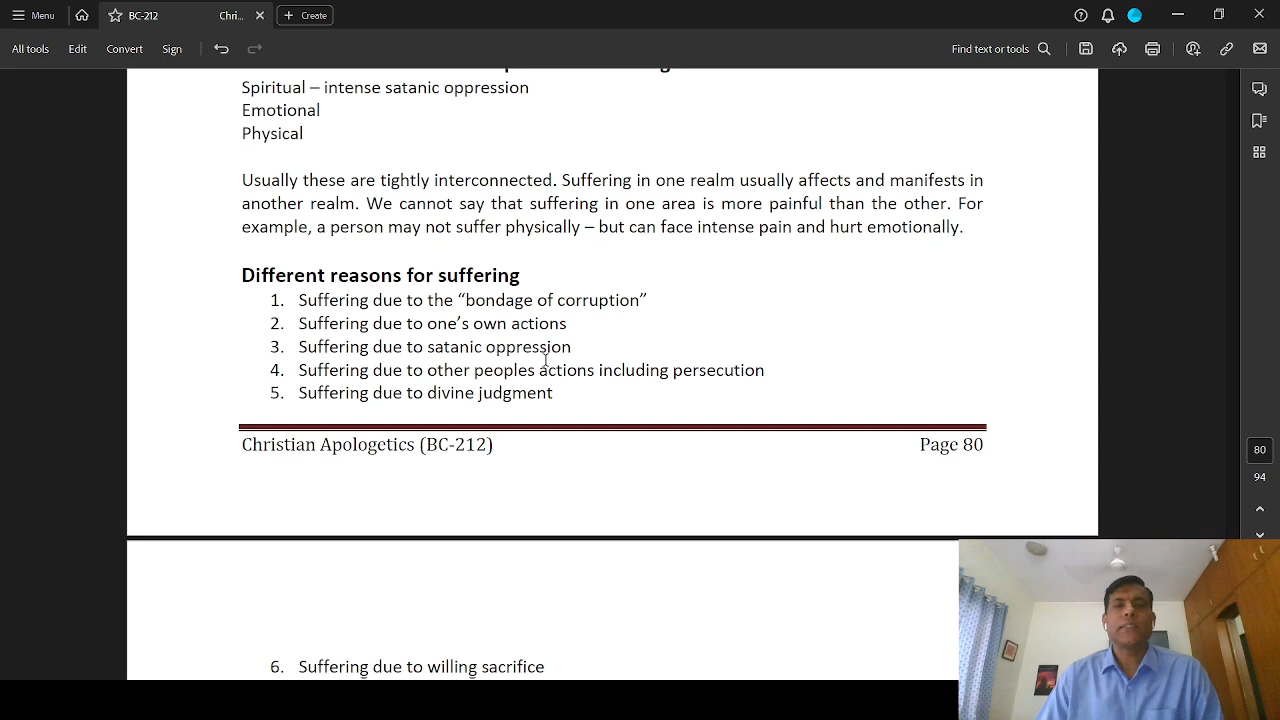 Menu
BC-212
Chri...
Create
All tools
Edit
Convert
Sign
Find text or tools
Spiritual – intense satanic oppression
Emotional
Physical
Usually these are tightly interconnected. Suffering in one realm usually affects and manifests in
another realm. We cannot say that suffering in one area is more painful than the other. For
example, a person may not suffer physically – but can face intense pain and hurt emotionally.
Different reasons for suffering
1. Suffering due to the “bondage of corruption”
2. Suffering due to one’s own actions
3. Suffering due to satanic oppression
4. Suffering due to other peoples actions including persecution
5. Suffering due to divine judgment
Christian Apologetics (BC-212)
Page 80
80
94
6. Suffering due to willing sacrifice